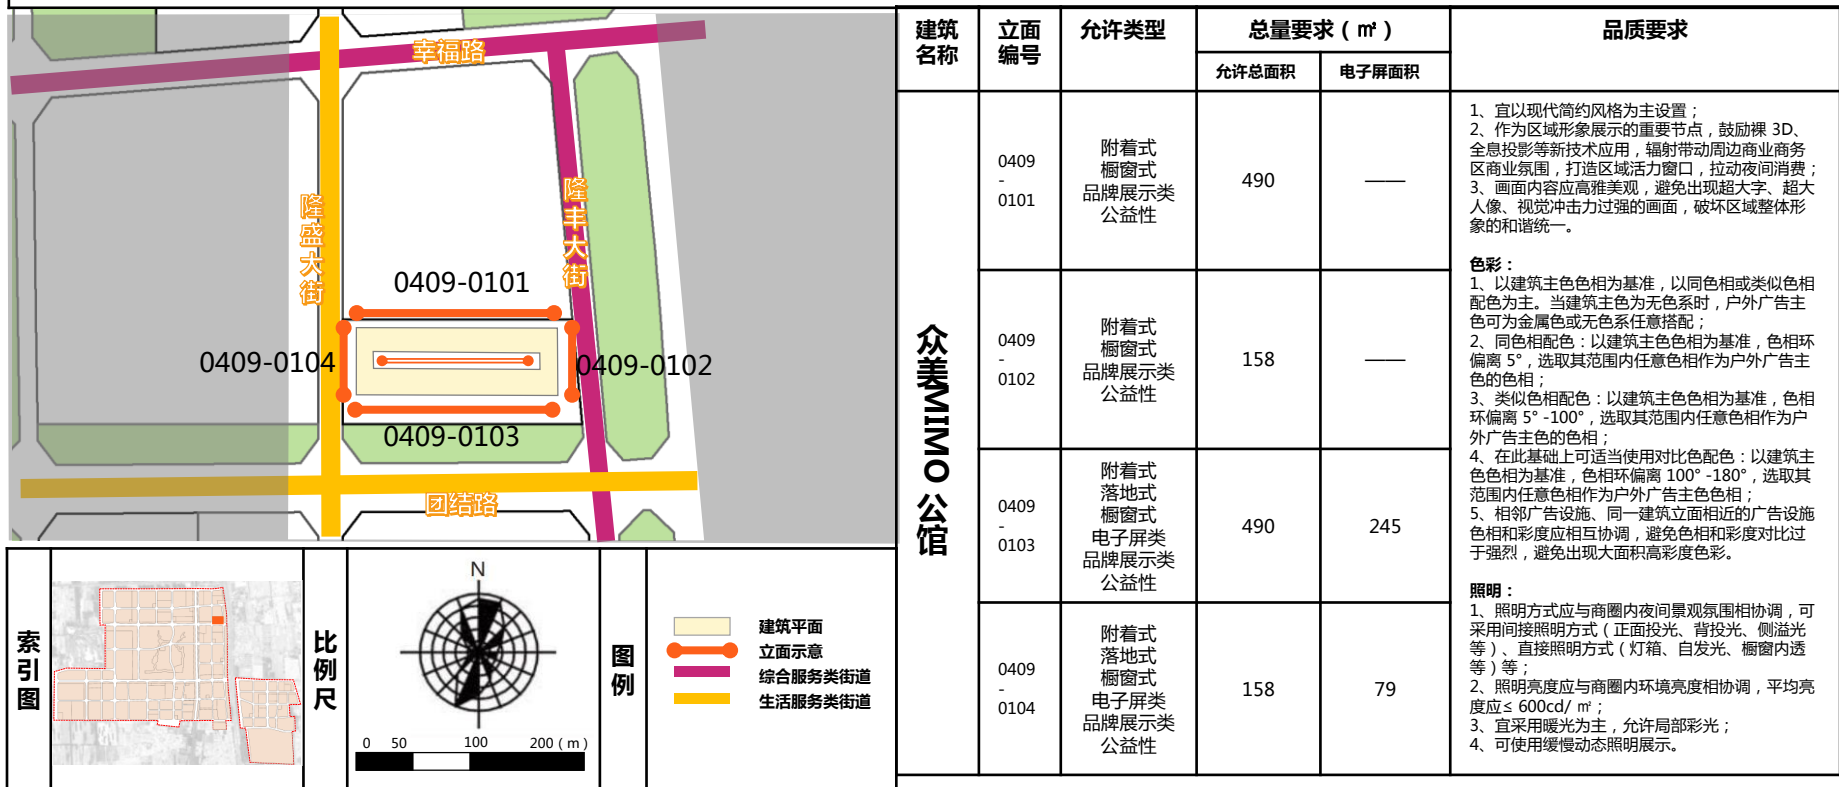 幸福路
隆盛大街
隆丰大街
0409-0101
0409-0104
0409-0102
0409-0103
团结路
索引图
比例尺
N
0 50 100 200（m）
图例
建筑平面
立面示意
综合服务类街道
生活服务类街道
建筑名称
立面编号
允许类型
总量要求（㎡）
品质要求
允许总面积
电子屏面积
众美MIMO公馆
0409
-
0101
附着式
橱窗式
品牌展示类
公益性
490
——
0409
-
0102
附着式
橱窗式
品牌展示类
公益性
158
——
0409
-
0103
附着式
落地式
橱窗式
电子屏类
品牌展示类
公益性
490
245
0409
-
0104
附着式
落地式
橱窗式
电子屏类
品牌展示类
公益性
158
79
1、宜以现代简约风格为主设置；
2、作为区域形象展示的重要节点，鼓励裸 3D、
全息投影等新技术应用，辐射带动周边商业商务
区商业氛围，打造区域活力窗口，拉动夜间消费；
3、画面内容应高雅美观，避免出现超大字、超大
人像、视觉冲击力过强的画面，破坏区域整体形
象的和谐统一。
色彩：
1、以建筑主色色相为基准，以同色相或类似色相
配色为主。当建筑主色为无色系时，户外广告主
色可为金属色或无色系任意搭配；
2、同色相配色：以建筑主色色相为基准，色相环
偏离 5°，选取其范围内任意色相作为户外广告主
色的色相；
3、类似色相配色：以建筑主色色相为基准，色相
环偏离 5° -100°，选取其范围内任意色相作为户
外广告主色的色相；
4、在此基础上可适当使用对比色配色：以建筑主
色色相为基准，色相环偏离 100° -180°，选取其
范围内任意色相作为户外广告主色色相；
5、相邻广告设施、同一建筑立面相近的广告设施
色相和彩度应相互协调，避免色相和彩度对比过
于强烈，避免出现大面积高彩度色彩。
照明：
1、照明方式应与商圈内夜间景观氛围相协调，可
采用间接照明方式（正面投光、背投光、侧溢光
等）、直接照明方式（灯箱、自发光、橱窗内透
等）等；
2、照明亮度应与商圈内环境亮度相协调，平均亮
度应≤ 600cd/ ㎡；
3、宜采用暖光为主，允许局部彩光；
4、可使用缓慢动态照明展示。